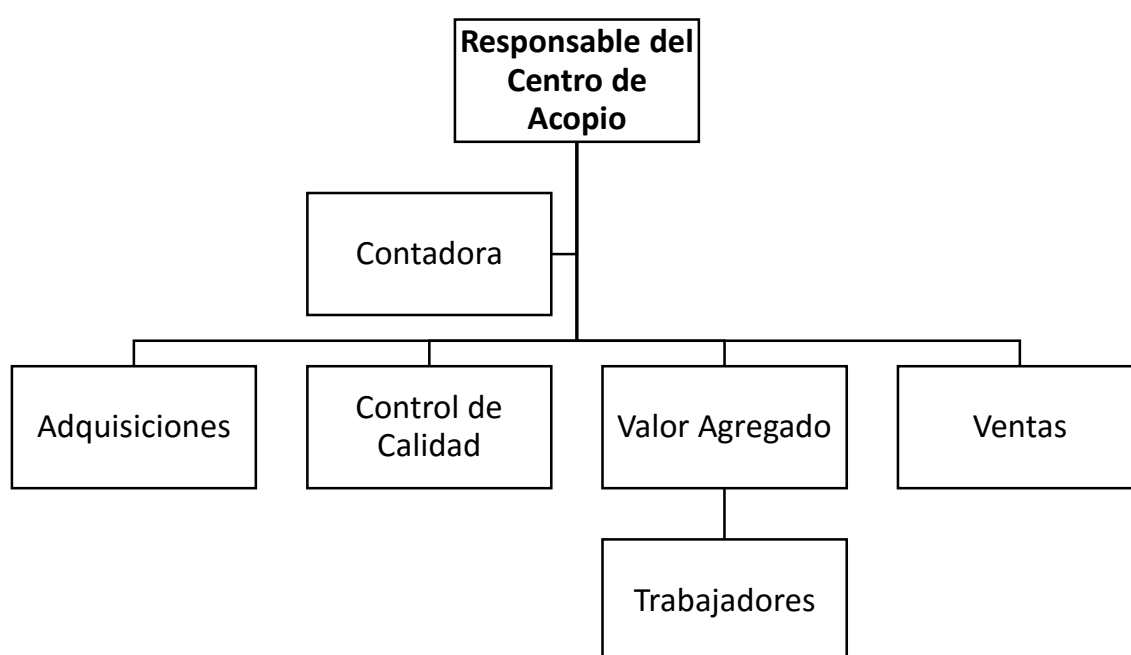 Responsable del
Centro de
Acopio
Contadora
Adquisiciones
Control de
Calidad
Valor Agregado
Ventas
Trabajadores